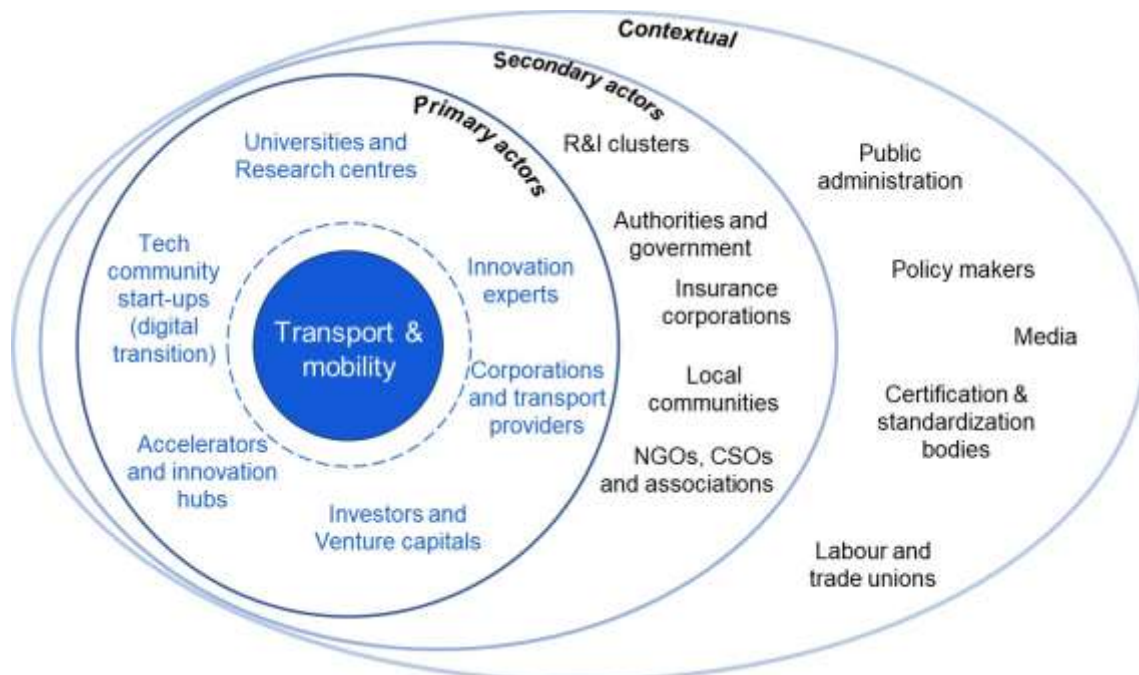 Contextual
Secondary actors
Primary actors
Universities and
Research centres
Tech
community
start-ups
(digital
transition)
Innovation
experts
Transport &
mobility
Corporations
and transport
providers
Accelerators
and innovation
hubs
Investors and
Venture capitals
R&I clusters
Authorities and
government
Insurance
corporations
Local
communities
NGOs, CSOs
and associations
Public
administration
Policy makers
Media
Certification &
standardization
bodies
Labour and
trade unions